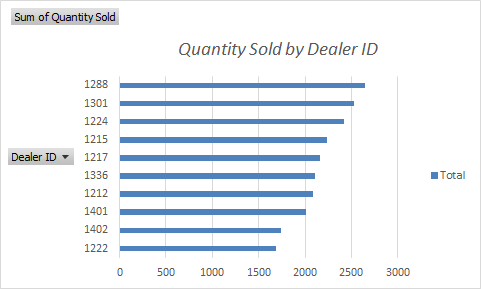 Sum of Quantity Sold
Quantity Sold by Dealer ID
1288
1301
1224
1215
1217
1336
1212
1401
1402
1222
Dealer ID
Total
0 500 1000 1500 2000 2500 3000